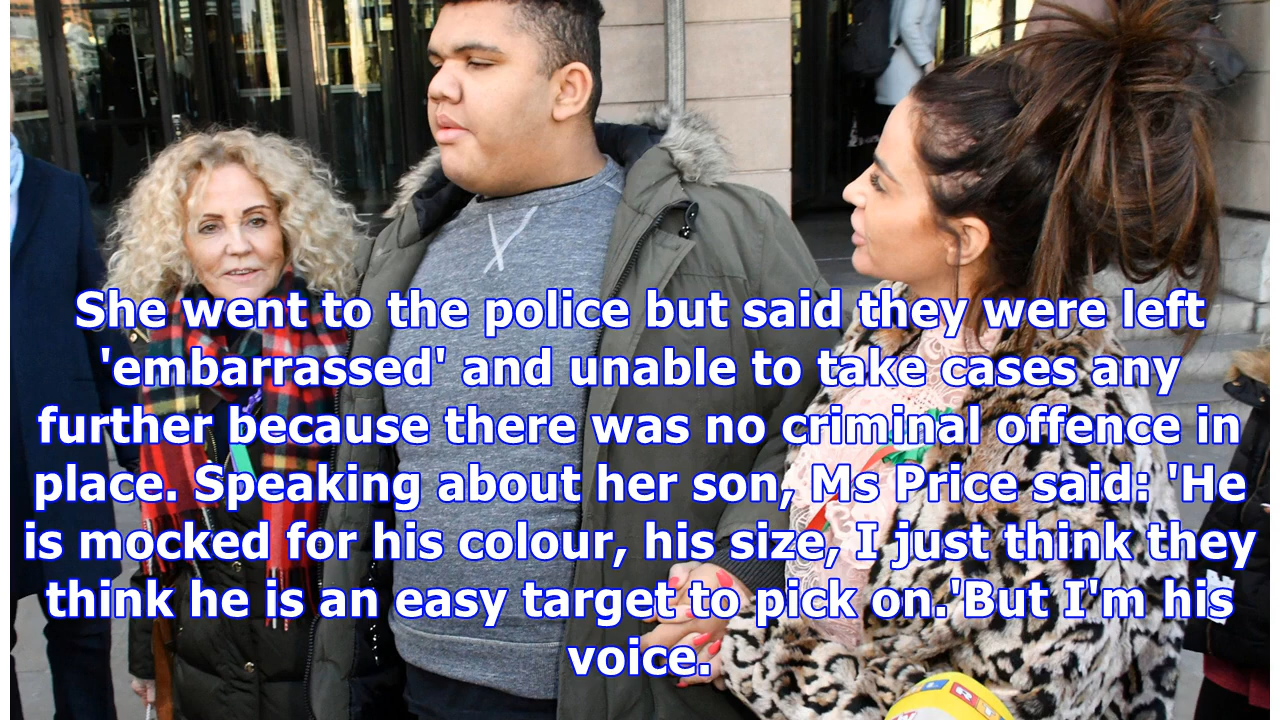 She went to the police but said they were left
'embarrassed' and unable to take cases any
further because there was no criminal offence in
place. Speaking about her son, Ms Price said: 'He
is mocked for his colour, his size, I just think they
think he is an easy target to pick on.'But I'm his
voice.